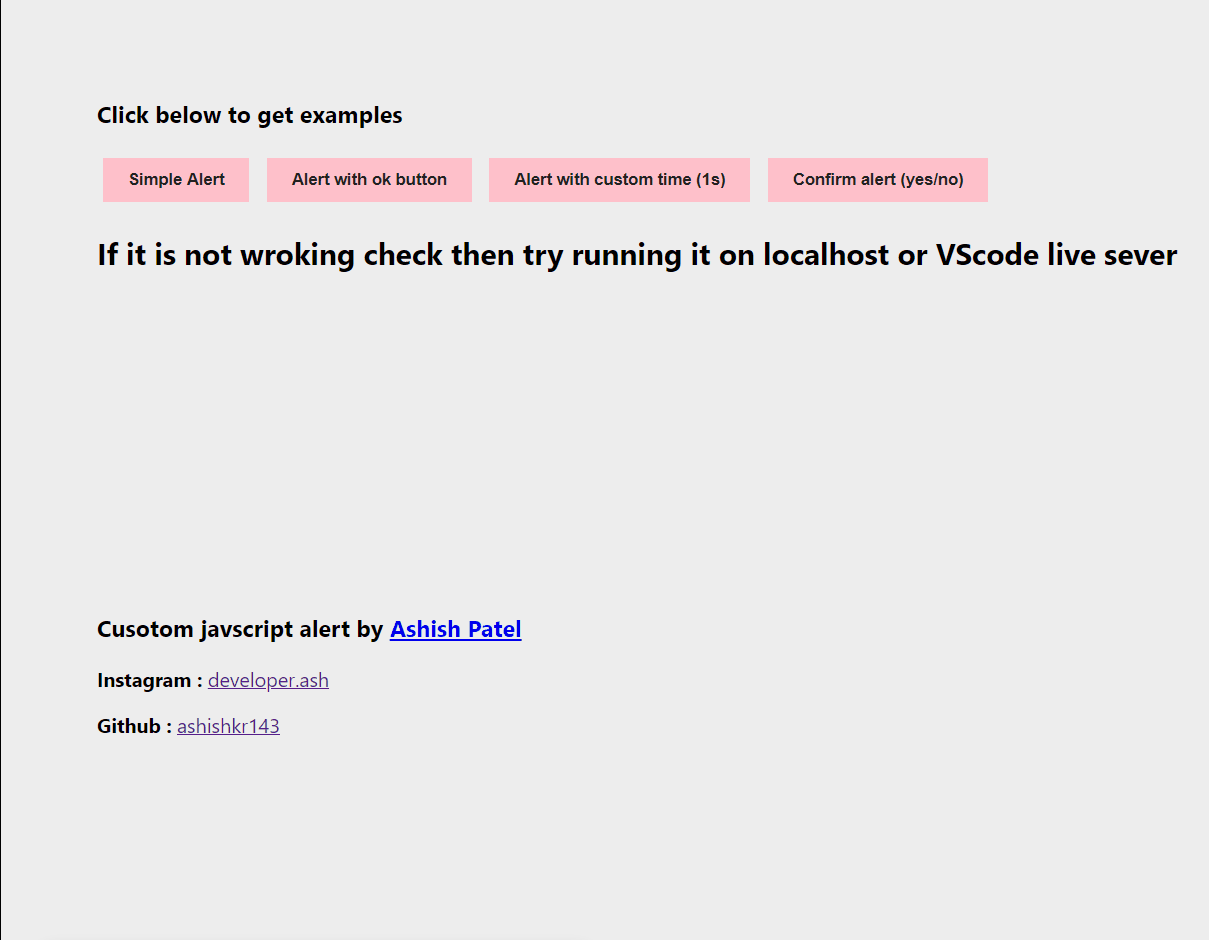 Click below to get examples
Simple Alert Alert with ok button Alert with custom time (1s) Confirm alert (yes/no)
If it is not wroking check then try running it on localhost or VScode live sever
Cusotom javscript alert by Ashish Patel
Instagram : developer.ash
Github : ashishkr143